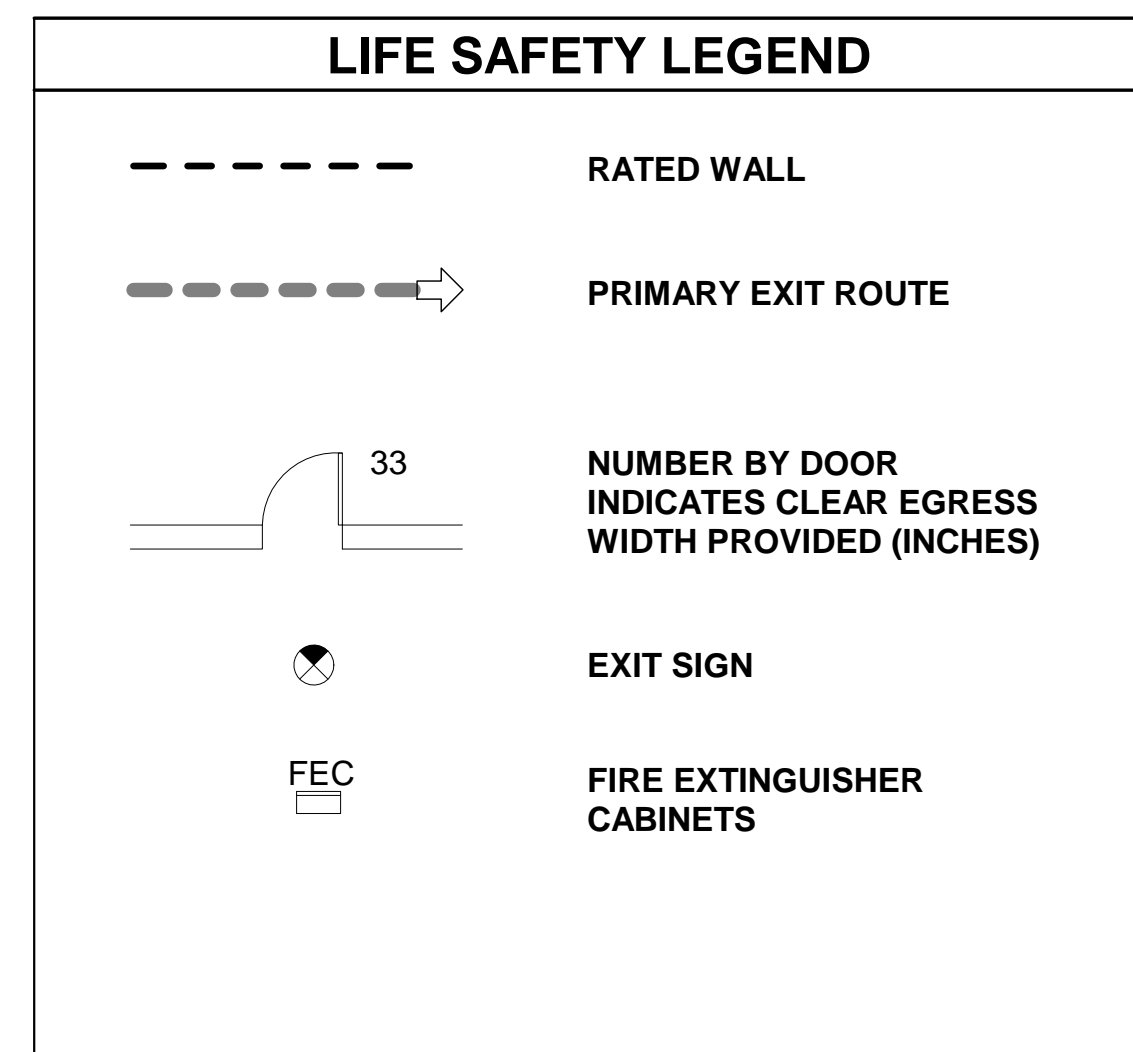 LIFE SAFETY LEGEND
RATED WALL
PRIMARY EXIT ROUTE
33
NUMBER BY DOOR
INDICATES CLEAR EGRESS
WIDTH PROVIDED (INCHES)
EXIT SIGN
FEC
FIRE EXTINGUISHER
CABINETS